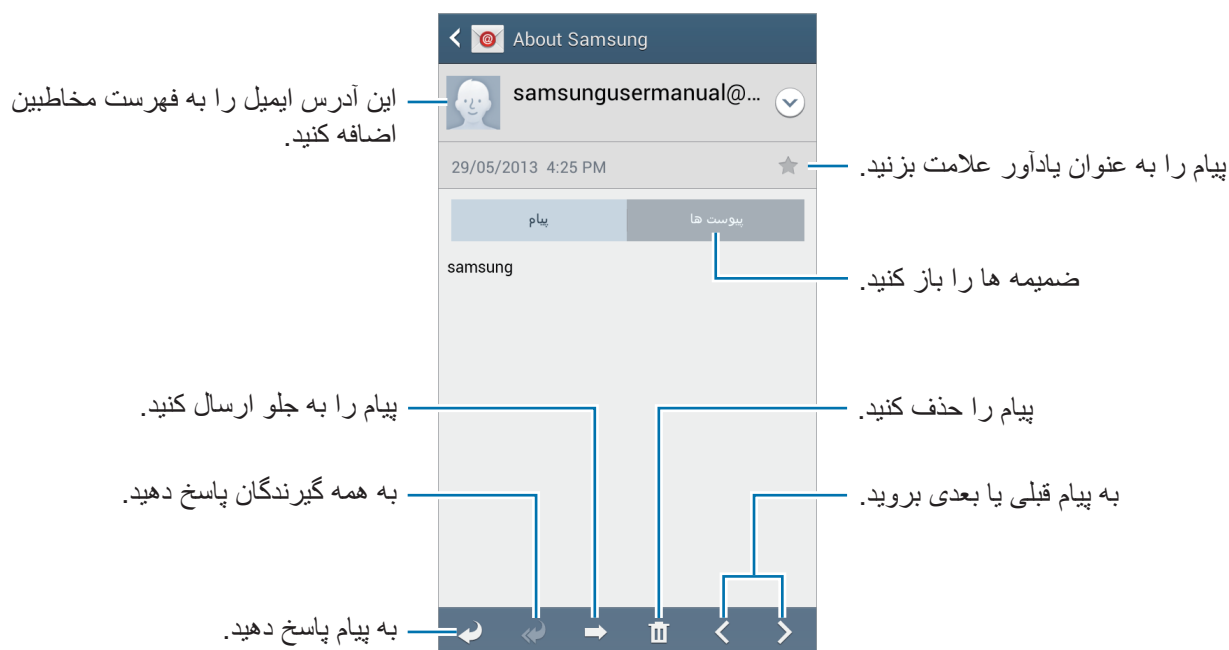 About Samsung
samsungusermanual@...
این آدرس ایمیل را به فهرست مخاطبین
اضافه کنید.
29/05/2013 4:25 PM
پیام را به عنوان یادآور علامت بزنید.
پیوست ها
پیام
samsung
ضمیمه ها را باز کنید.
پیام را به جلو ارسال کنید.
پیام را حذف کنید.
به همه گیرندگان پاسخ دهید.
به پیام قبلی یا بعدی بروید.
به پیام پاسخ دهید.